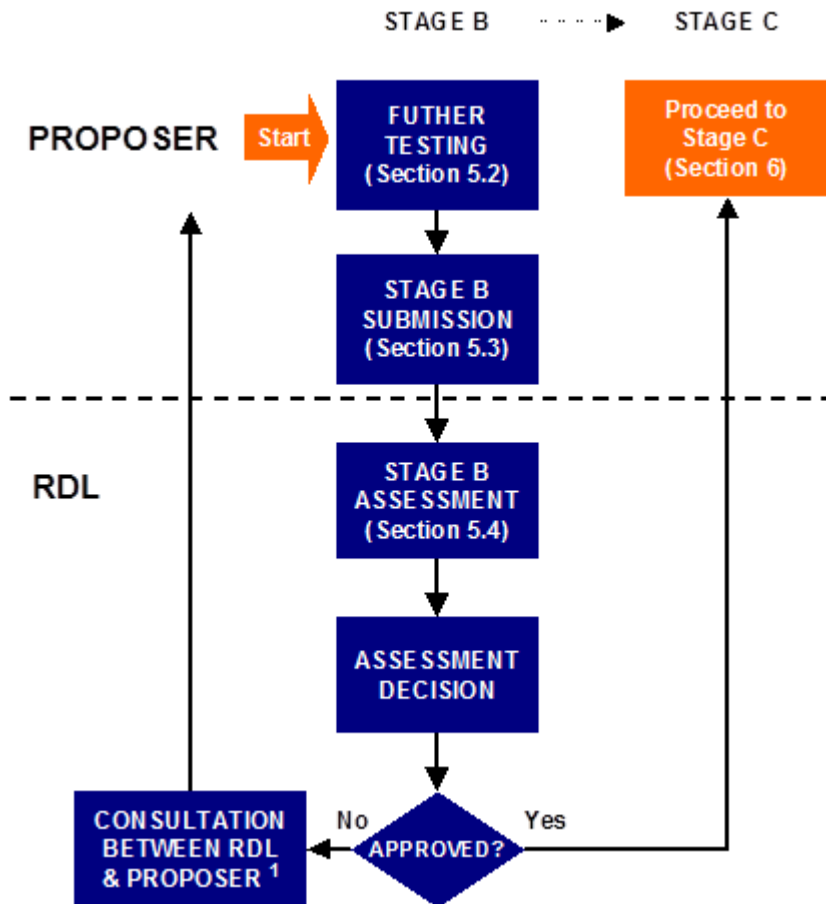 STAGE B
STAGE C
PROPOSER
Start
FUTHER
TESTING
(Section 5.2)
Proceed to
Stage C
(Section 6)
STAGE B
SUBMISSION
(Section 5.3)
RDL
STAGE B
ASSESSMENT
(Section 5.4)
ASSESSMENT
DECISION
CONSULTATION
BETWEEN RDL
& PROPOSER 1
No
APPROVED?
Yes